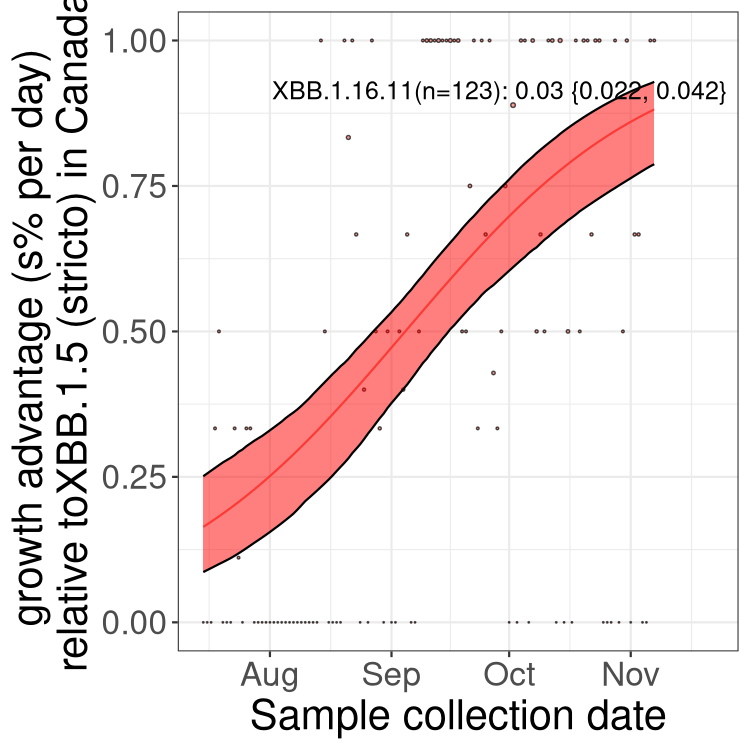 growth advantage (s% per day)
relative toXBB.1.5 (stricto) in Canada
1.00
0.75
0.50
0.25
0.00
XBB.1.16.11(n=123): 0.03 {0.022, 0.042}
Aug Sep Oct Nov
Sample collection date